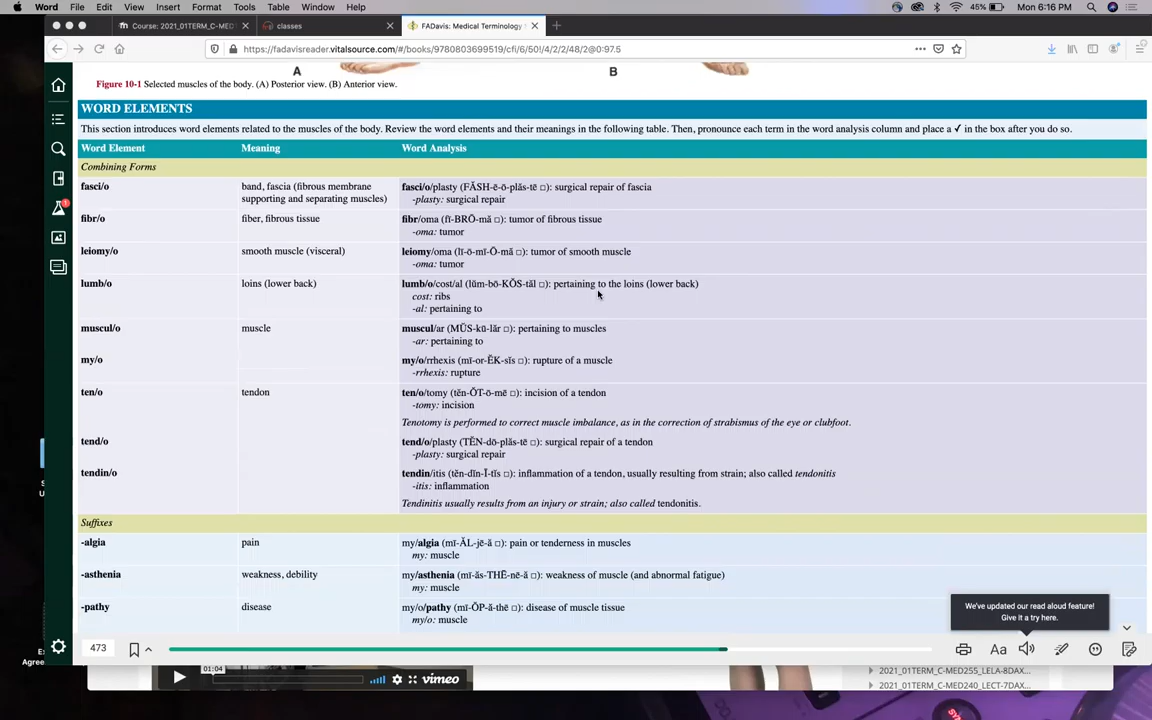 Word File Edit View Insert Format Tools Table Window Help 45% Mon 6:16 PM
Course: 2021_01TERM_C-MED classes FADavis: Medical Terminology
https://fadavisreader.vitalsource.com/#/books/9780803699519/cfi/6/50!/4/2/2/48/2@0:97.5
A B
Figure 10-1 Selected muscles of the body. (A) Posterior view. (B) Anterior view.
WORD ELEMENTS
This section introduces word elements related to the muscles of the body. Review the word elements and their meanings in the following table. Then, pronounce each term in the word analysis column and place a ✓ in the box after you do so.
Word Element Meaning Word Analysis
Combining Forms
fasci/o band, fascia (fibrous membrane fasci/o/plasty (FĂSH-ē-ō-plăs-tē □): surgical repair of fascia
supporting and separating muscles) -plasty: surgical repair
fibr/o fiber, fibrous tissue fibr/oma (fī-BRŌ-mă □): tumor of fibrous tissue
-oma: tumor
leiomy/o smooth muscle (visceral) leiomy/oma (lī-ō-mī-Ō-mă □): tumor of smooth muscle
-oma: tumor
lumb/o loins (lower back) lumb/o/cost/al (lŭm-bō-KŎS-tăl □): pertaining to the loins (lower back)
cost: ribs
-al: pertaining to
muscul/o muscle muscul/ar (MŬS-kū-lăr □): pertaining to muscles
-ar: pertaining to
my/o my/o/rrhexis (mī-or-ĔK-sĭs □): rupture of a muscle
-rrhexis: rupture
ten/o tendon ten/o/tomy (tĕn-ŎT-ō-mē □): incision of a tendon
-tomy: incision
Tenotomy is performed to correct muscle imbalance, as in the correction of strabismus of the eye or clubfoot.
tend/o tend/o/plasty (TĔN-dō-plăs-tē □): surgical repair of a tendon
-plasty: surgical repair
tendin/o tendin/itis (tĕn-dĭn-Ī-tĭs □): inflammation of a tendon, usually resulting from strain; also called tendonitis
-itis: inflammation
Tendinitis usually results from an injury or strain; also called tendonitis.
Suffixes
-algia pain my/algia (mī-ĂL-jē-ă □): pain or tenderness in muscles
my: muscle
-asthenia weakness, debility my/asthenia (mī-ăs-THĒ-nē-ă □): weakness of muscle (and abnormal fatigue)
my: muscle
-pathy disease my/o/pathy (mī-ŎP-ă-thē □): disease of muscle tissue
my/o: muscle
We've updated our read aloud feature!
Give it a try here.
473 Aa
01:04
vimeo
2021_01TERM_C-MED255_LELA-8DAX...
2021_01TERM_C-MED240_LECT-7DAX...